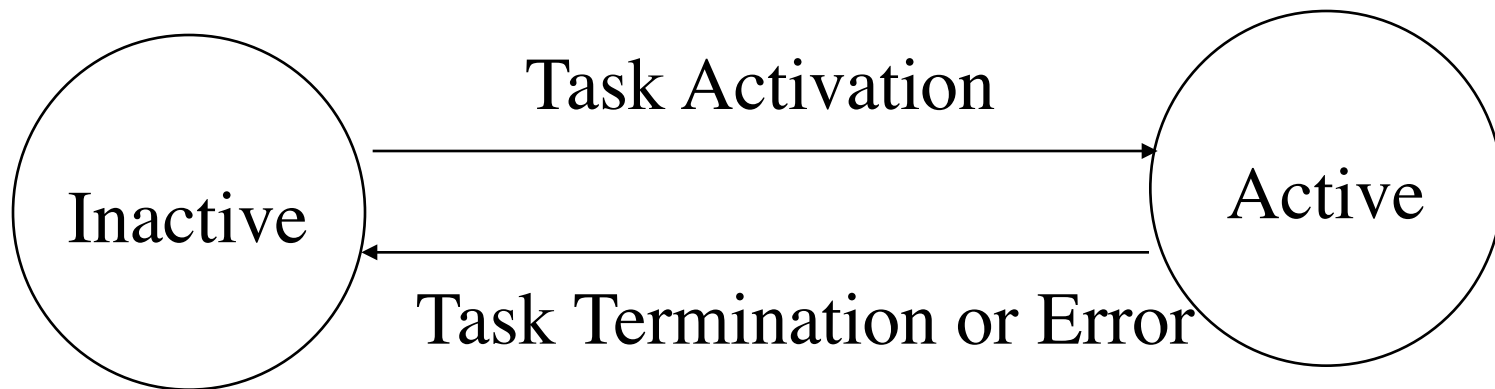 Task Activation
Inactive
Active
Task Termination or Error